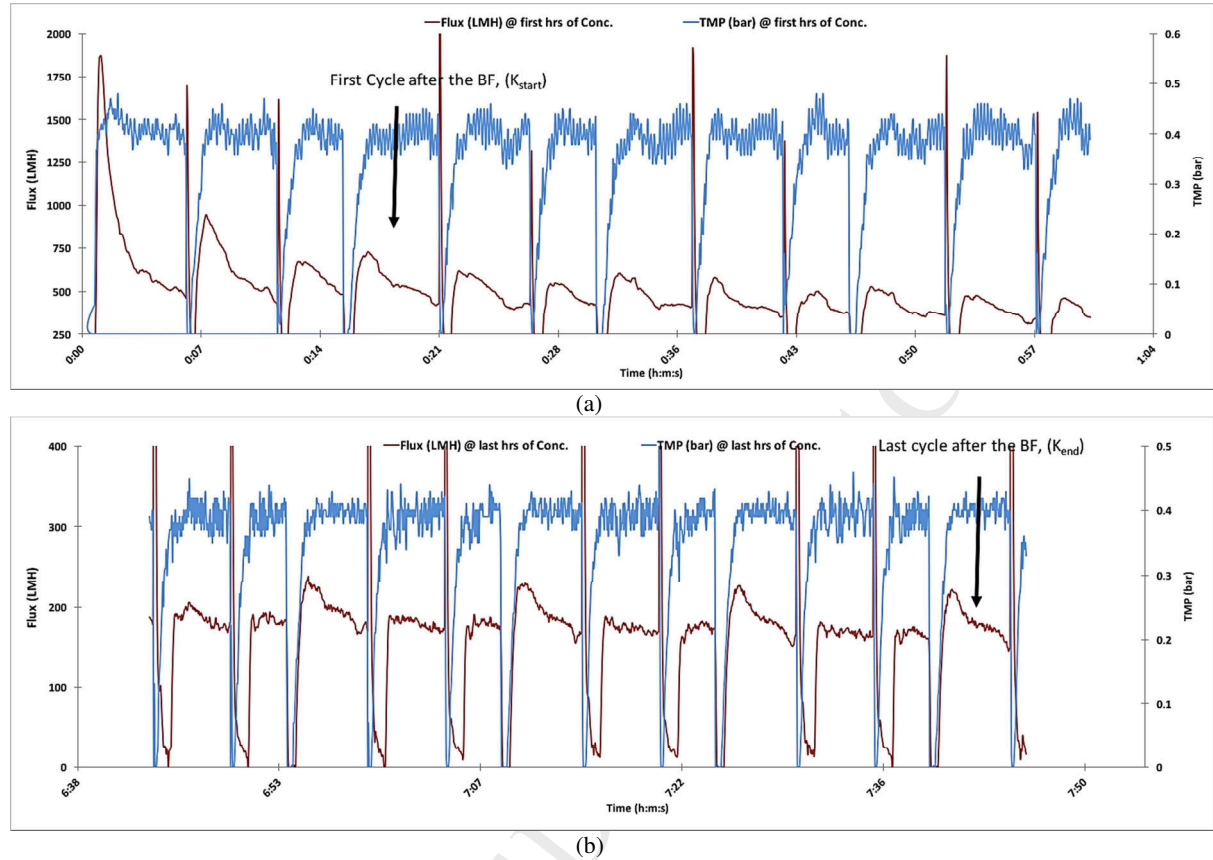 Flux (LMH) @ first hrs of Conc. TMP (bar) @ first hrs of Conc.
2000 0.6
1750 0.5
First Cycle after the BF, (Kstart)
1500 0.4
1250 0.3
1000
750 0.2
500 0.1
250 0
Flux (LMH)
TMP (bar)
0:00 0:07 0:14 0:21 0:28 0:36 0:43 0:50 0:57 1:04
Time (h:m:s)
(a)
Flux (LMH) @ last hrs of Conc. TMP (bar) @ last hrs of Conc. Last cycle after the BF, (Kend)
400 0.5
300 0.4
0.3
200 0.2
100 0.1
0 0
Flux (LMH)
TMP (bar)
6:38 6:53 7:07 7:22 7:36 7:50
Time (h:m:s)
(b)